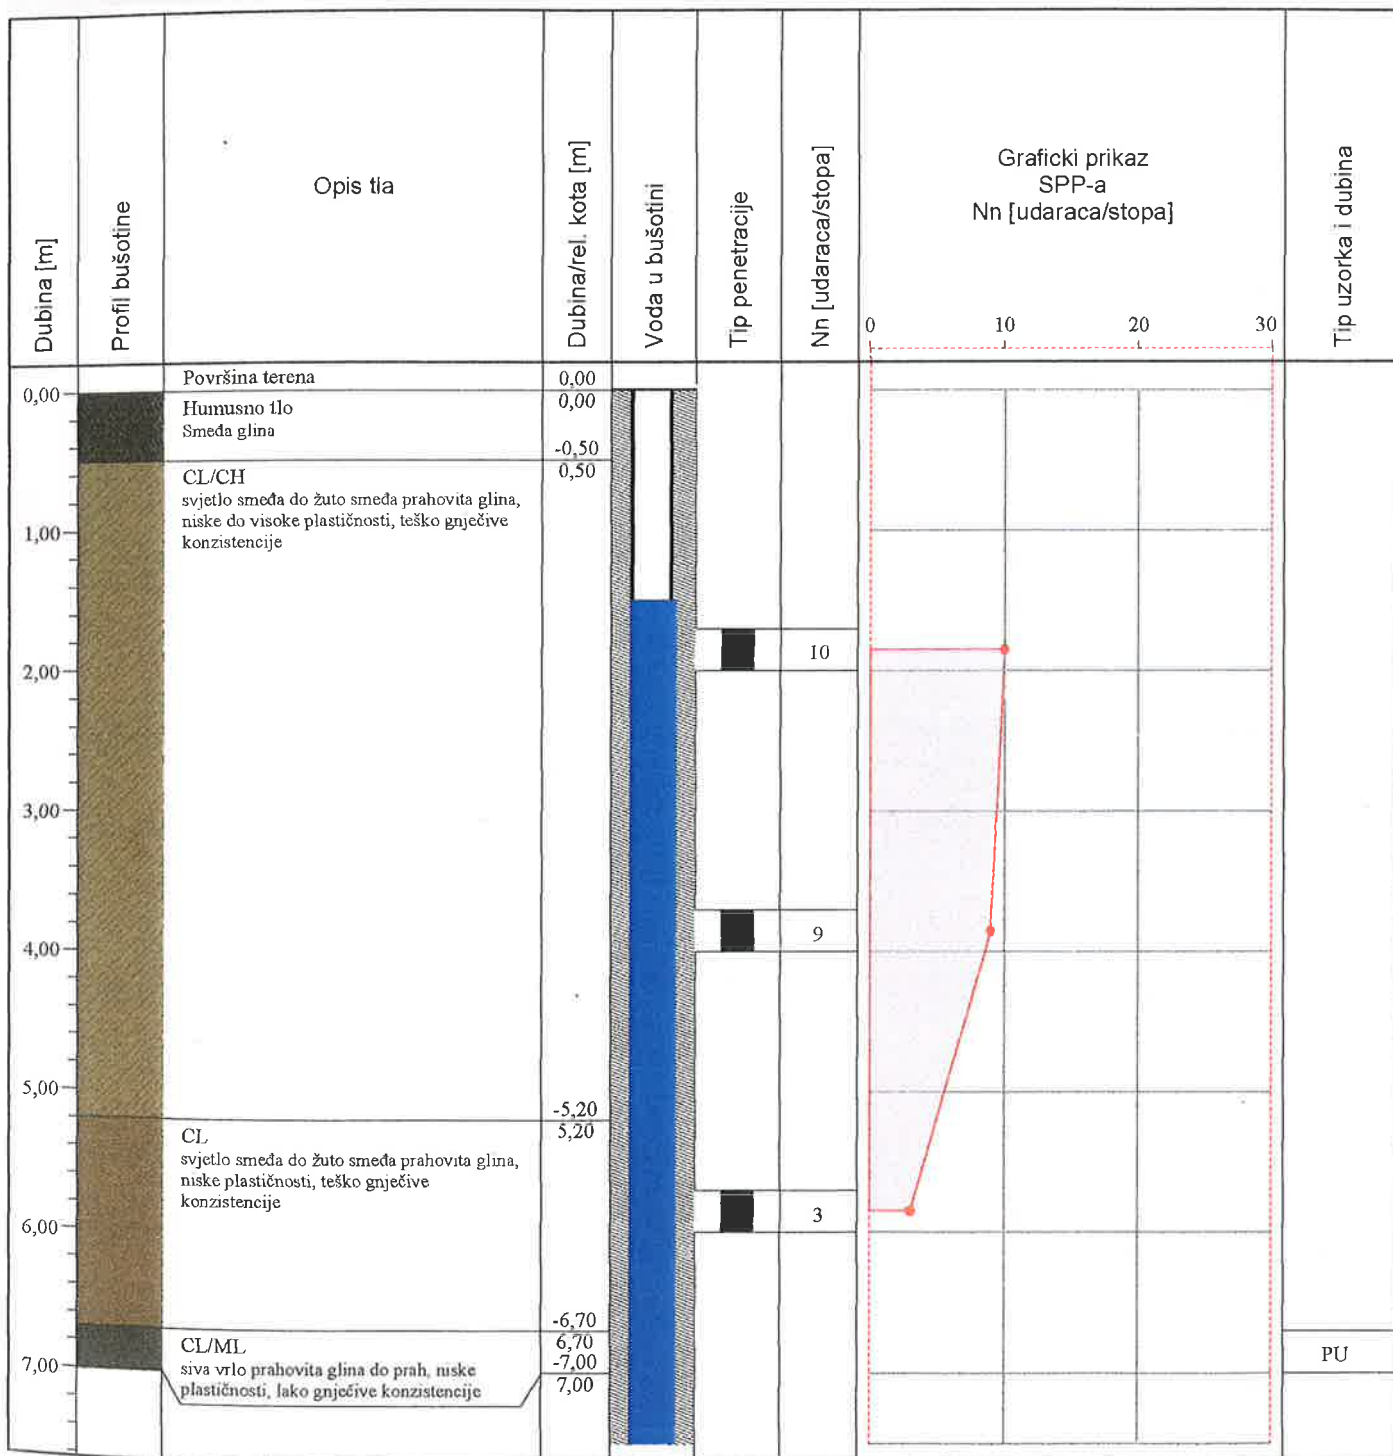 Dubina [m]
Profil bušotine
Opis tla
Dubina/rel. kota [m]
Voda u bušotini
Tip penetracije
Nn [udaraca/stopa]
Graficki prikaz
SPP-a
Nn [udaraca/stopa]
0 10 20 30
Tip uzorka i dubina
Površina terena 0,00
0,00
Humusno tlo 0,00
Smeđa glina
-0,50
CL/CH 0,50
svjetlo smeđa do žuto smeđa prahovita glina,
niske do visoke plastičnosti, teško gnječive
konzistencije
1,00
10
2,00
3,00
9
4,00
5,00
-5,20
CL 5,20
svjetlo smeđa do žuto smeđa prahovita glina,
niske plastičnosti, teško gnječive
konzistencije
3
6,00
-6,70
CL/ML 6,70
siva vrlo prahovita glina do prah, niske
plastičnosti, lako gnječive konzistencije
7,00
-7,00
7,00
PU